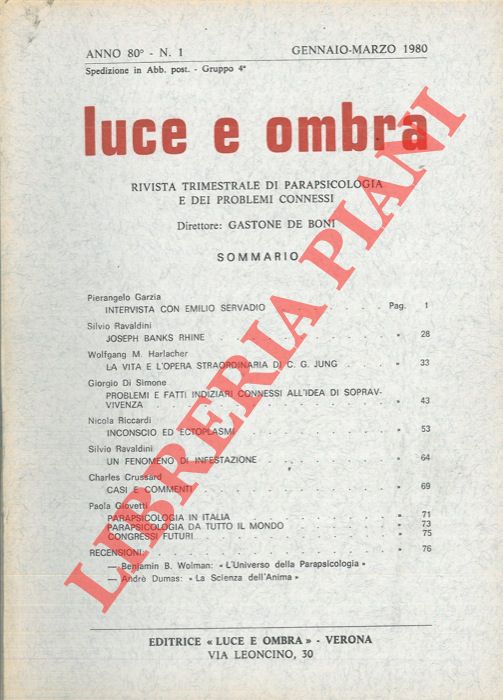 ANNO 80° - N. 1 GENNAIO-MARZO 1980
Spedizione in Abb. post. - Gruppo 4°
luce e ombra
RIVISTA TRIMESTRALE DI PARAPSICOLOGIA
E DEI PROBLEMI CONNESSI
Direttore: GASTONE DE BONI
SOMMARIO
Pierangelo Garzia
INTERVISTA CON EMILIO SERVADIO . . . . . . . Pag. 1
Silvio Ravaldini
JOSEPH BANKS RHINE . . . . . . . . . » 28
Wolfgang M. Harlacher
LA VITA E L'OPERA STRAORDINARIA DI C. G. JUNG . . . » 33
Giorgio Di Simone
PROBLEMI E FATTI INDIZIARI CONNESSI ALL'IDEA DI SOPRAV-
VIVENZA . . . . . . . . . » 43
Nicola Riccardi
INCONSCIO ED ECTOPLASMI . . . . . . . . » 53
Silvio Ravaldini
UN FENOMENO DI INFESTAZIONE . . . . . . . » 64
Charles Crussard
CASI E COMMENTI . . . . . . . . . » 69
Paola Giovetti
PARAPSICOLOGIA IN ITALIA . . . . . . . . » 71
PARAPSICOLOGIA DA TUTTO IL MONDO . . . . . . » 73
CONGRESSI FUTURI . . . . . . . . . » 75
RECENSIONI . . . . . . . . . » 76
— Benjamin B. Wolman: « L'Universo della Parapsicologia »
— Andrè Dumas: « La Scienza dell'Anima »
EDITRICE « LUCE E OMBRA » - VERONA
VIA LEONCINO, 30
LIBRERIA PIANI